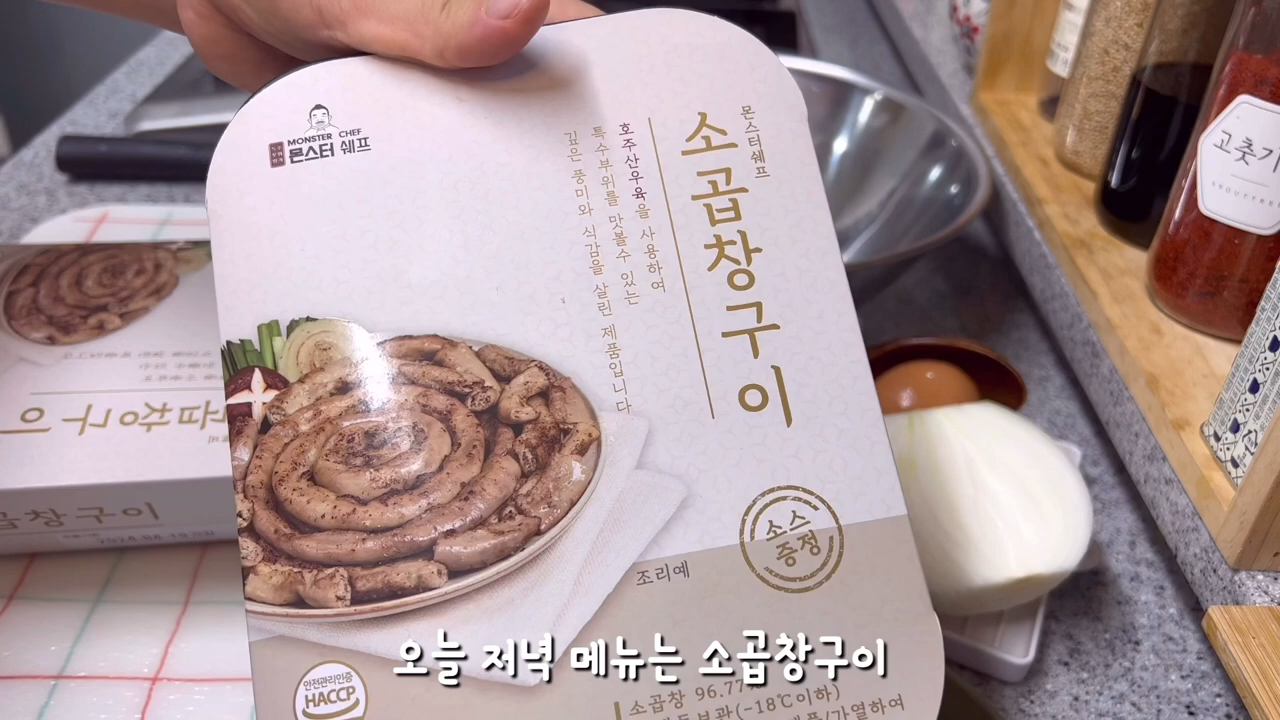 MONSTER CHEF
몬스터 쉐프
몬스터쉐프
소곱창구이
호주산우육을 사용하여
특수부위를 맛볼수 있는
깊은 풍미와 식감을 살린 제품입니다
소스
증정
조리예
안전관리인증
HACCP
소곱창 96.77%
(-18℃이하)
/가열하여
곱창구이
고춧가
오늘 저녁 메뉴는 소곱창구이